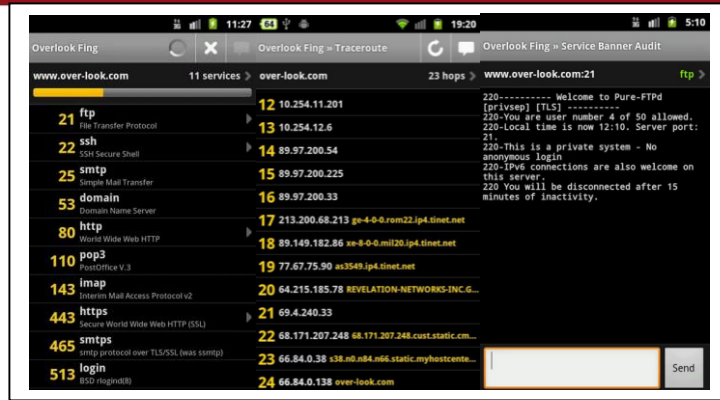 11:27
Overlook Fing
www.over-look.com 11 services
21 ftp
File Transfer Protocol
22 ssh
SSH Secure Shell
25 smtp
Simple Mail Transfer
53 domain
Domain Name Server
80 http
World Wide Web HTTP
110 pop3
PostOffice V.3
143 imap
Interim Mail Access Protocol v2
443 https
Secure World Wide Web HTTP (SSL)
465 smtps
smtp protocol over TLS/SSL (was ssmtp)
513 login
BSD rlogind(8)
64 19:20
Overlook Fing » Traceroute
over-look.com 23 hops
12 10.254.11.201
13 10.254.12.6
14 89.97.200.54
15 89.97.200.225
16 89.97.200.33
17 213.200.68.213 ge-4-0-0.rom22.ip4.tinet.net
18 89.149.182.86 xe-8-0-0.mil20.ip4.tinet.net
19 77.67.75.90 as3549.ip4.tinet.net
20 64.215.185.78 REVELATION-NETWORKS-INC.G...
21 69.4.240.33
22 68.171.207.248 68.171.207.248.cust.static.cm...
23 66.84.0.38 s38.n0.n84.n66.static.myhostcente...
24 66.84.0.138 over-look.com
5:10
Overlook Fing » Service Banner Audit
www.over-look.com:21 ftp
220---------- Welcome to Pure-FTPd
[privsep] [TLS] ----------
220-You are user number 4 of 50 allowed.
220-Local time is now 12:10. Server port:
21.
220-This is a private system - No
anonymous login
220-IPv6 connections are also welcome on
this server.
220 You will be disconnected after 15
minutes of inactivity.
Send